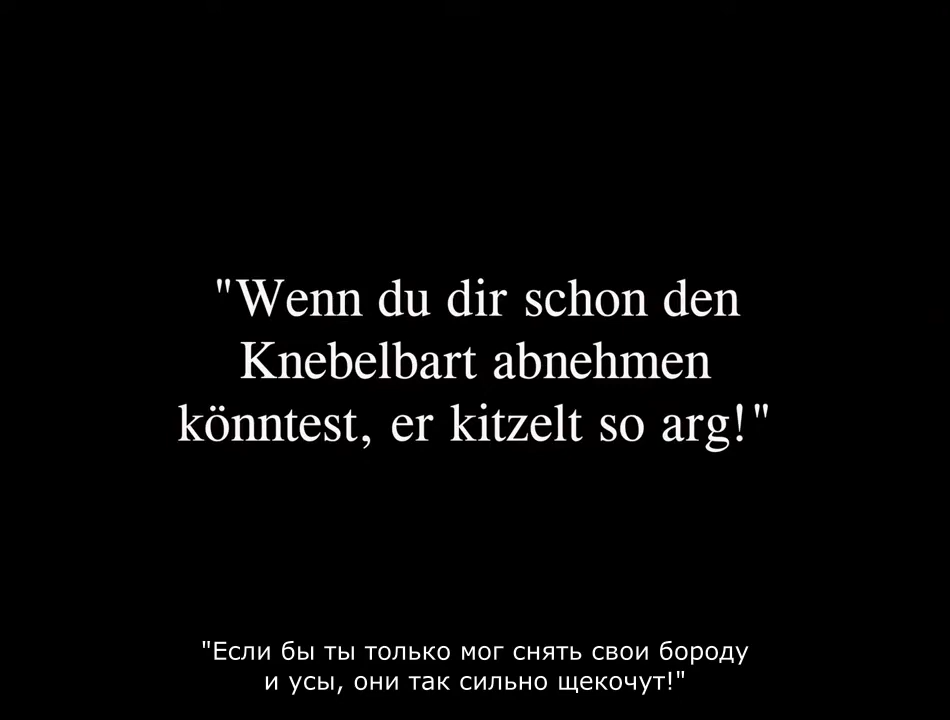 "Wenn du dir schon den
Knebelbart abnehmen
könntest, er kitzelt so arg!"
"Если бы ты только мог снять свои бороду
и усы, они так сильно щекочут!"